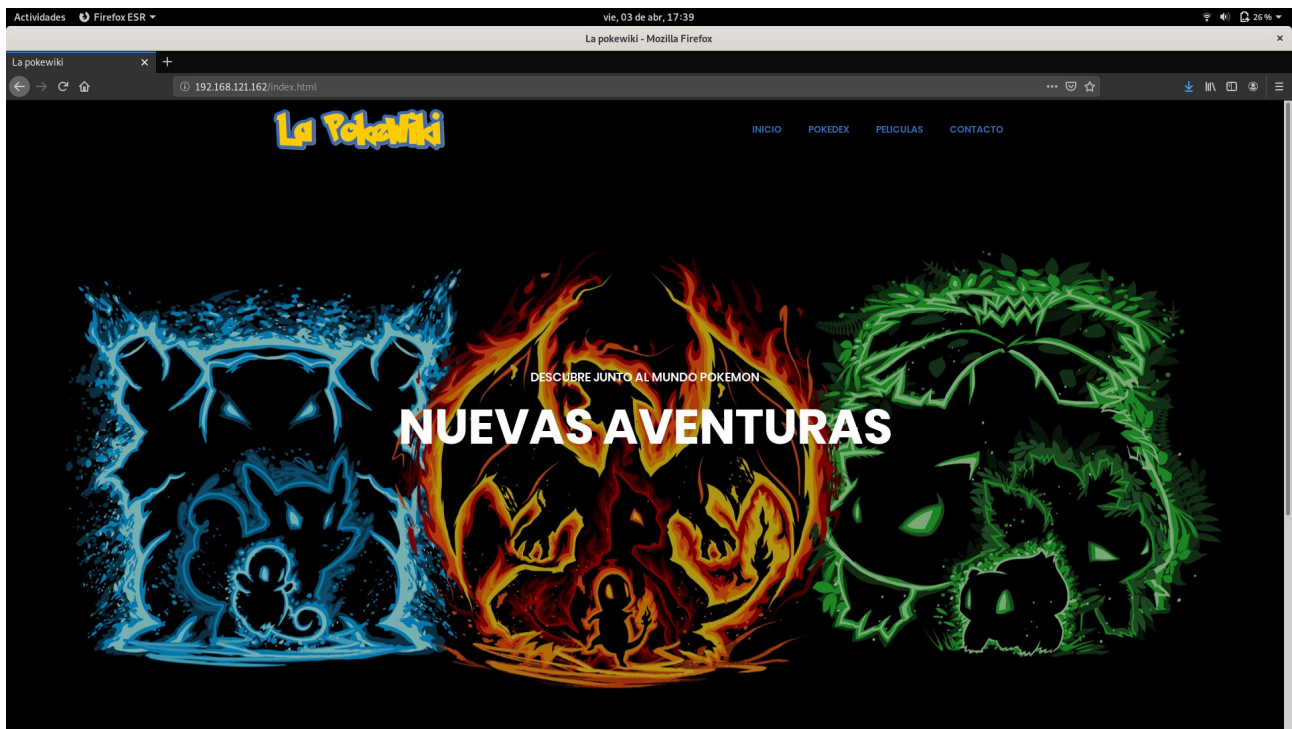 Actividades Firefox ESR vie, 03 de abr, 17:39 26 %
La pokewiki - Mozilla Firefox
La pokewiki
192.168.121.162/index.html
La PokeWiki INICIO POKEDEX PELICULAS CONTACTO
DESCUBRE JUNTO AL MUNDO POKEMON
NUEVAS AVENTURAS